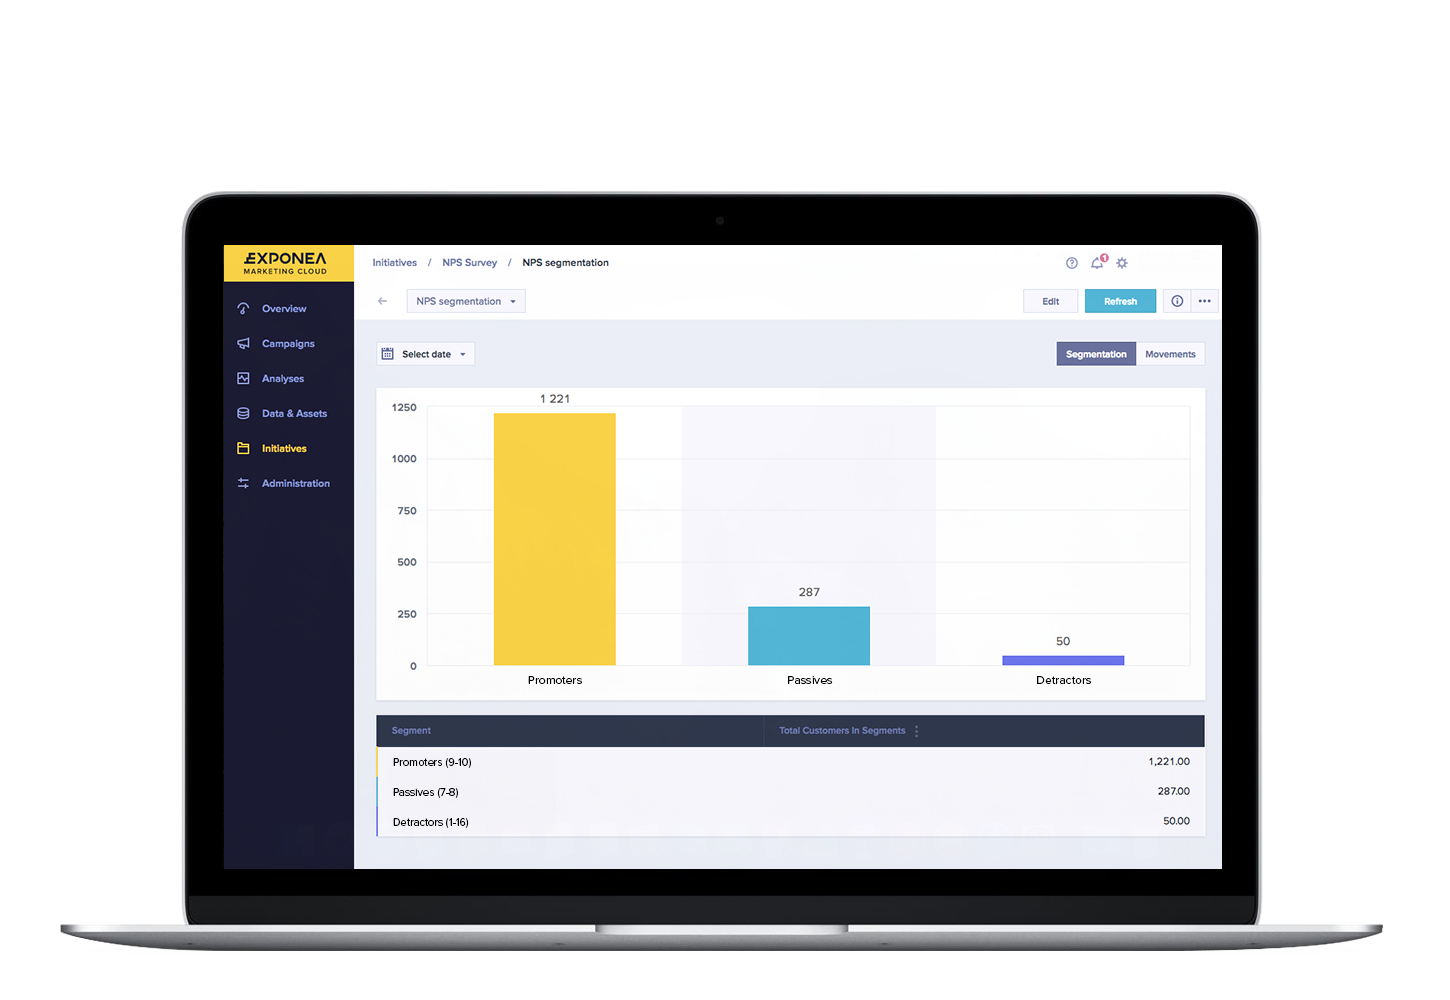 EXPONEA
MARKETING CLOUD
Initiatives / NPS Survey / NPS segmentation
1
Overview
Campaigns
Analyses
Data & Assets
Initiatives
Administration
NPS segmentation
Edit
Refresh
Select date
Segmentation
Movements
1250
1000
750
500
250
0
1 221
287
50
Promoters
Passives
Detractors
Segment
Total Customers In Segments
Promoters (9-10)
1,221.00
Passives (7-8)
287.00
Detractors (1-16)
50.00